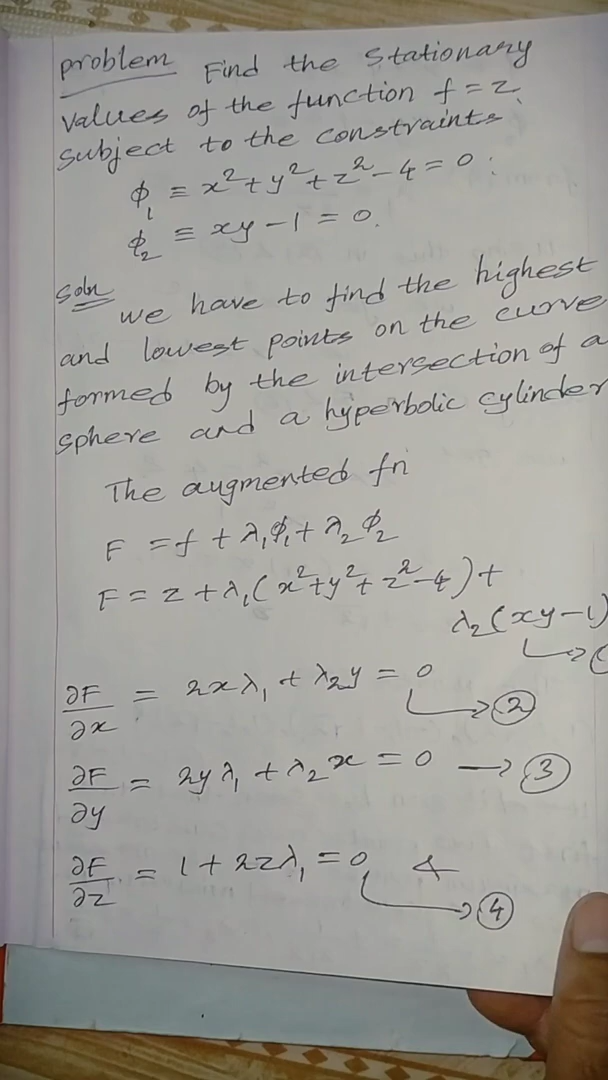 problem Find the stationary
values of the function f = z,
subject to the constraints
ϕ₁ ≡ x² + y² + z² - 4 = 0.
ϕ₂ ≡ xy - 1 = 0.
Soln we have to find the highest
and lowest points on the curve
formed by the intersection of a
sphere and a hyperbolic cylinder
The augmented fn
F = f + λ₁ϕ₁ + λ₂ϕ₂
F = z + λ₁(x² + y² + z² - 4) +
λ₂(xy - 1)
∂F/∂x = 2xλ₁ + λ₂y = 0 → ②
∂F/∂y = 2yλ₁ + λ₂x = 0 → ③
∂F/∂z = 1 + 2zλ₁ = 0 & → ④